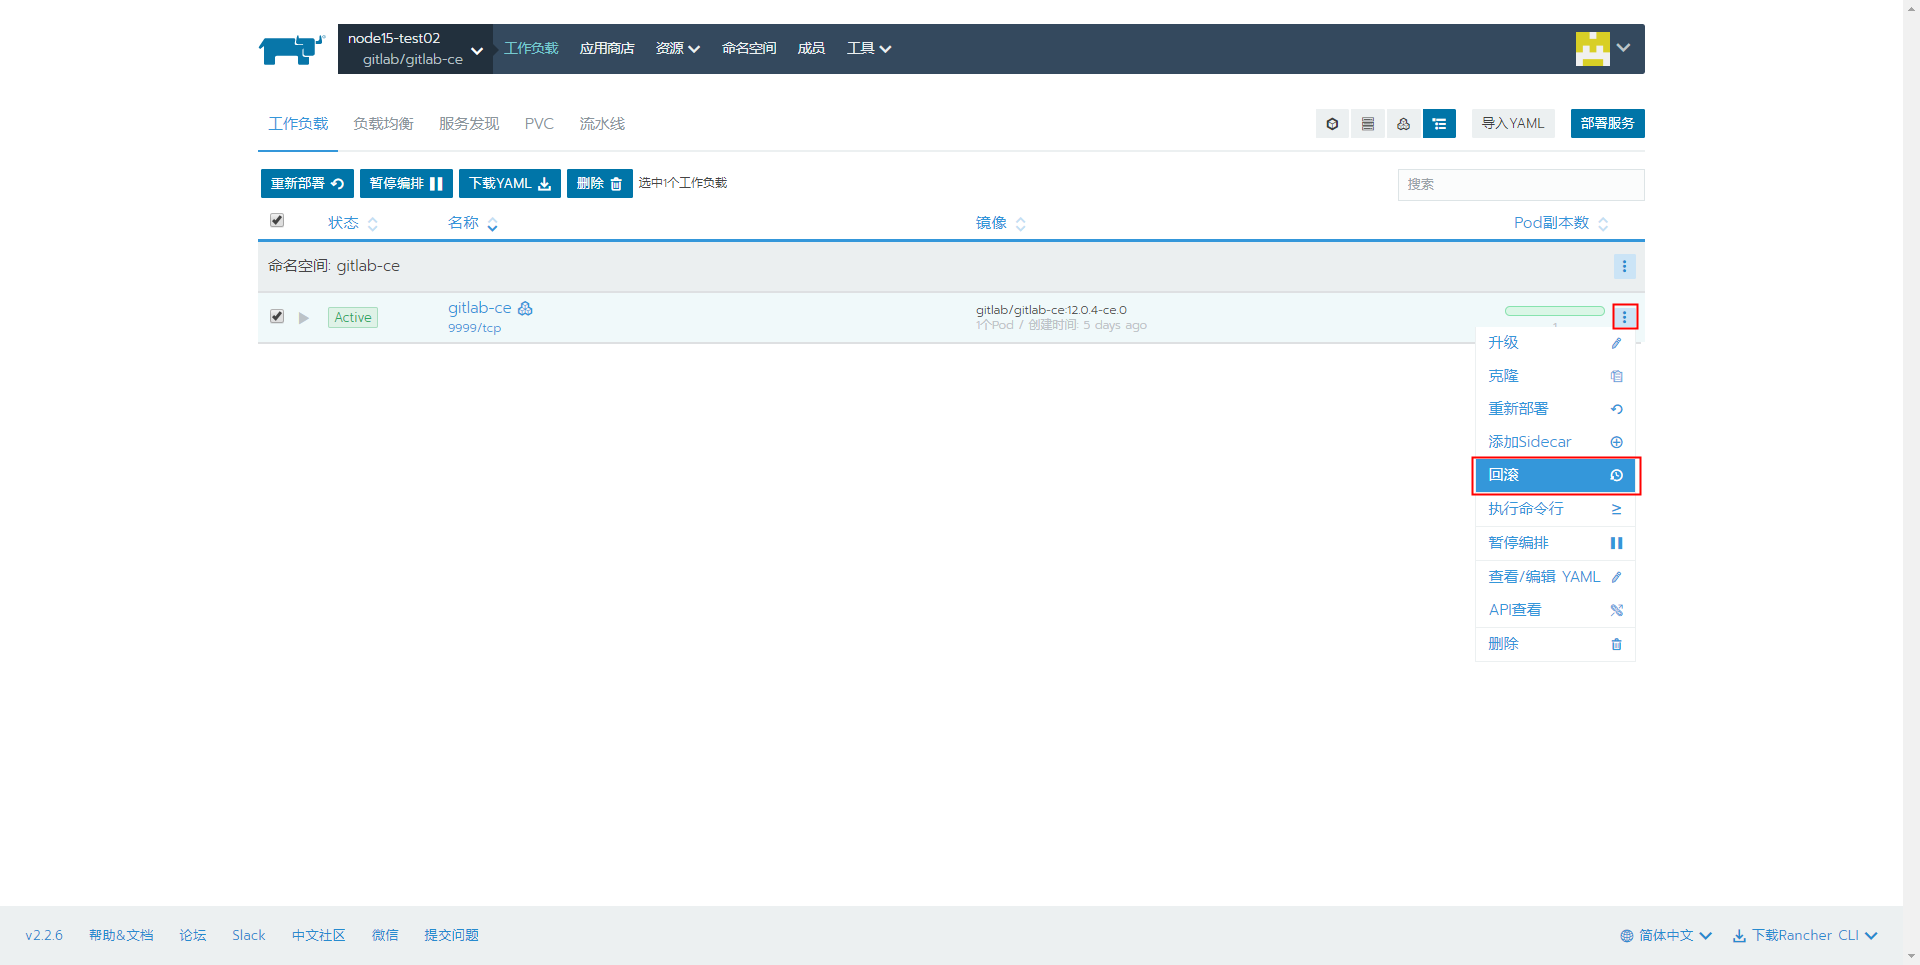 node15-test02
gitlab/gitlab-ce
工作负载 应用商店 资源 命名空间 成员 工具
工作负载 负载均衡 服务发现 PVC 流水线
导入YAML 部署服务
重新部署 暂停编排 下载YAML 删除 选中1个工作负载
搜索
状态 名称 镜像 Pod副本数
命名空间: gitlab-ce
Active gitlab-ce gitlab/gitlab-ce:12.0.4-ce.0
9999/tcp 1个Pod / 创建时间: 5 days ago
1
升级
克隆
重新部署
添加Sidecar
回滚
执行命令行
暂停编排
查看/编辑 YAML
API查看
删除
v2.2.6 帮助&文档 论坛 Slack 中文社区 微信 提交问题 简体中文 下载Rancher CLI